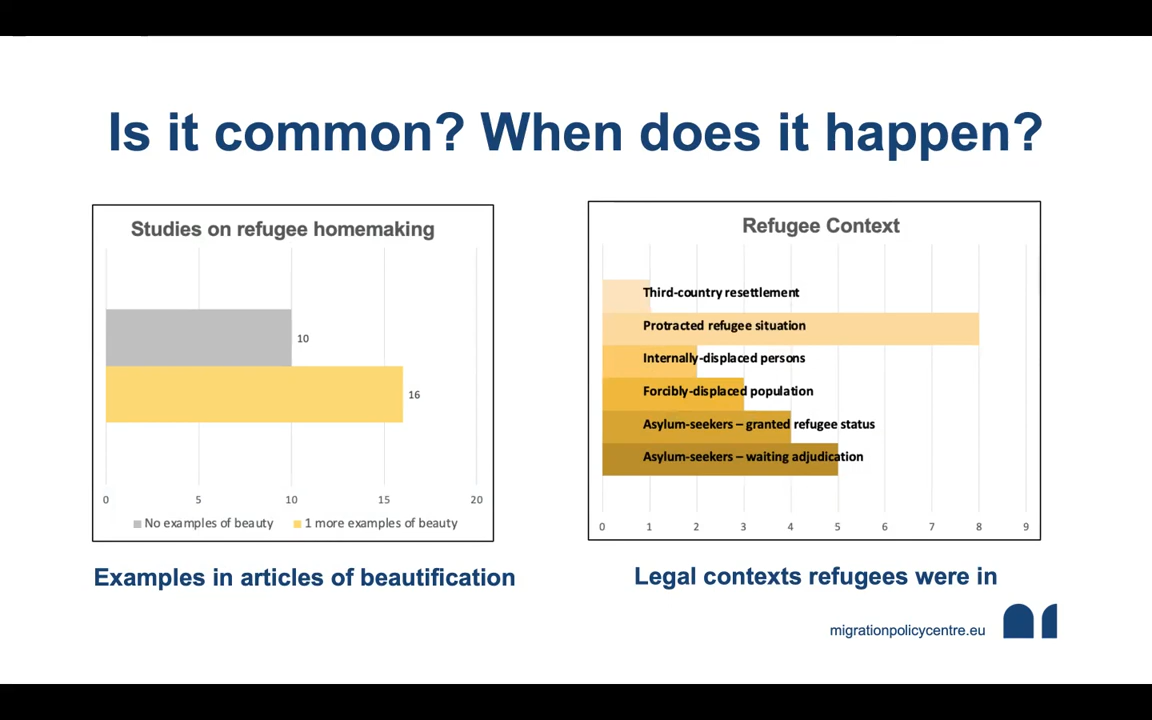 Is it common? When does it happen?
Studies on refugee homemaking
10
16
0 5 10 15 20
No examples of beauty 1 more examples of beauty
Examples in articles of beautification
Refugee Context
Third-country resettlement
Protracted refugee situation
Internally-displaced persons
Forcibly-displaced population
Asylum-seekers – granted refugee status
Asylum-seekers – waiting adjudication
0 1 2 3 4 5 6 7 8 9
Legal contexts refugees were in
migrationpolicycentre.eu